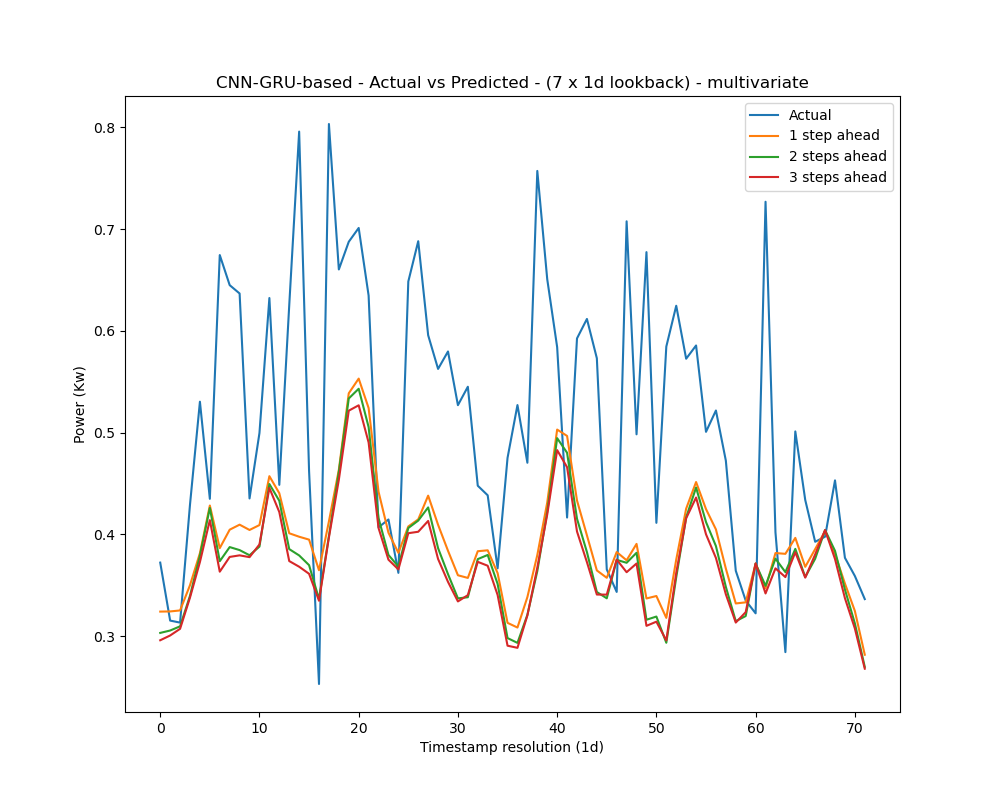 CNN-GRU-based - Actual vs Predicted - (7 x 1d lookback) - multivariate
Actual
1 step ahead
2 steps ahead
3 steps ahead
0.8
0.7
0.6
0.5
0.4
0.3
Power (Kw)
0 10 20 30 40 50 60 70
Timestamp resolution (1d)